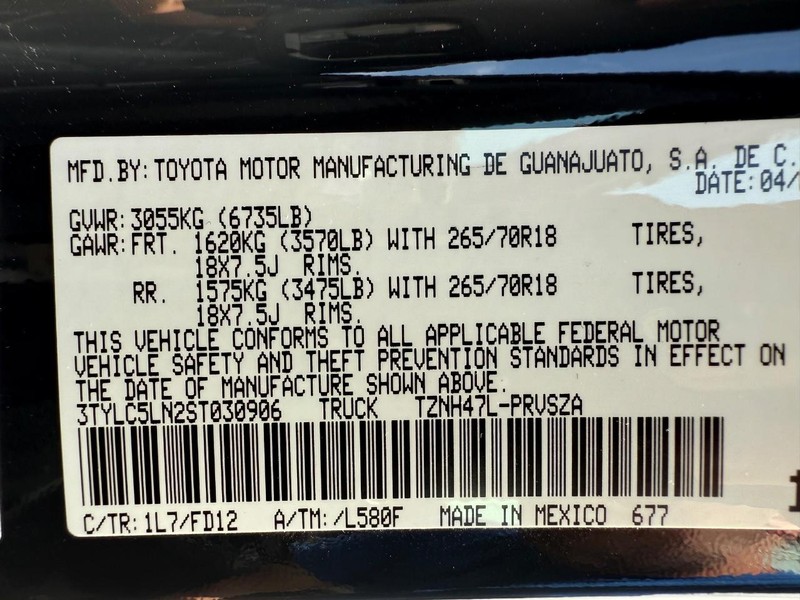 MFD.BY: TOYOTA MOTOR MANUFACTURING DE GUANAJUATO, S.A. DE C.
DATE: 04/
GVWR: 3055KG (6735LB)
GAWR: FRT. 1620KG (3570LB) WITH 265/70R18 TIRES,
18X7.5J RIMS.
RR. 1575KG (3475LB) WITH 265/70R18 TIRES,
18X7.5J RIMS.
THIS VEHICLE CONFORMS TO ALL APPLICABLE FEDERAL MOTOR
VEHICLE SAFETY AND THEFT PREVENTION STANDARDS IN EFFECT ON
THE DATE OF MANUFACTURE SHOWN ABOVE.
3TYLC5LN2ST030906 TRUCK TZNH47L-PRVSZA
C/TR: 1L7/FD12 A/TM: /L580F MADE IN MEXICO 677